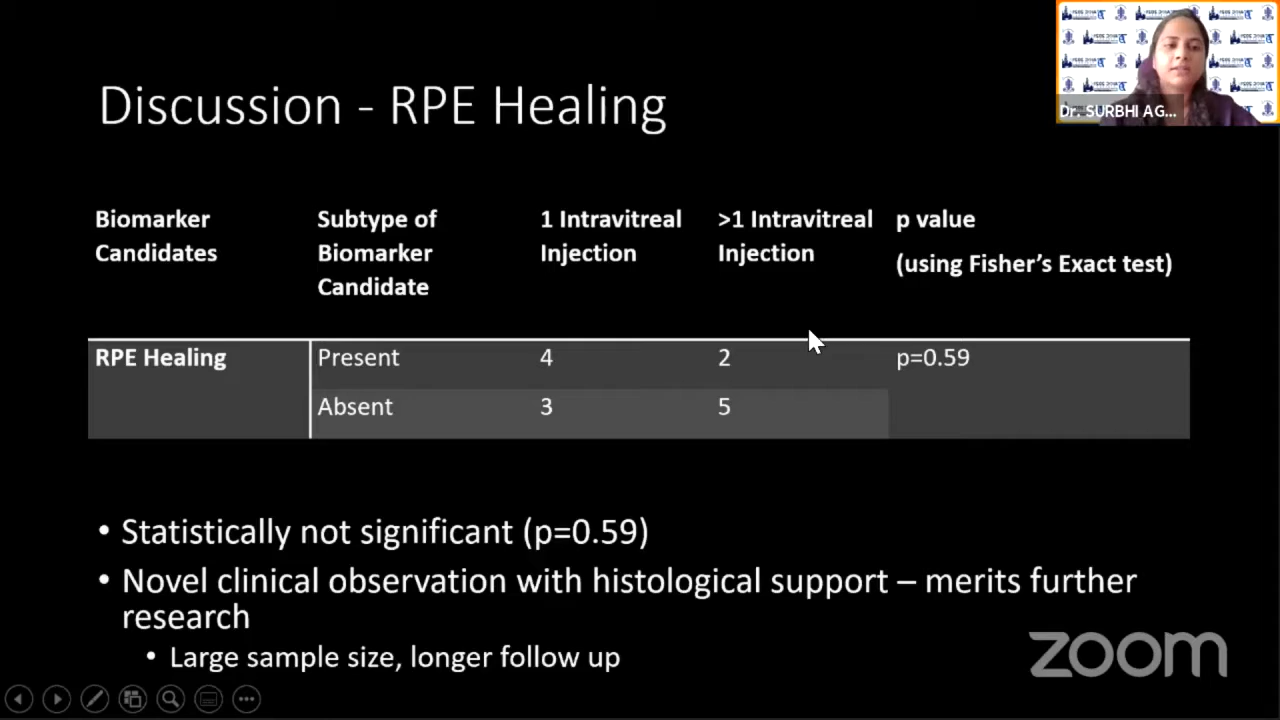 Dr. SURBHI AG...
Discussion - RPE Healing
Biomarker Candidates
Subtype of Biomarker Candidate
1 Intravitreal Injection
>1 Intravitreal Injection
p value
(using Fisher's Exact test)
RPE Healing
Present
4
2
p=0.59
Absent
3
5
• Statistically not significant (p=0.59)
• Novel clinical observation with histological support – merits further
research
• Large sample size, longer follow up
zoom